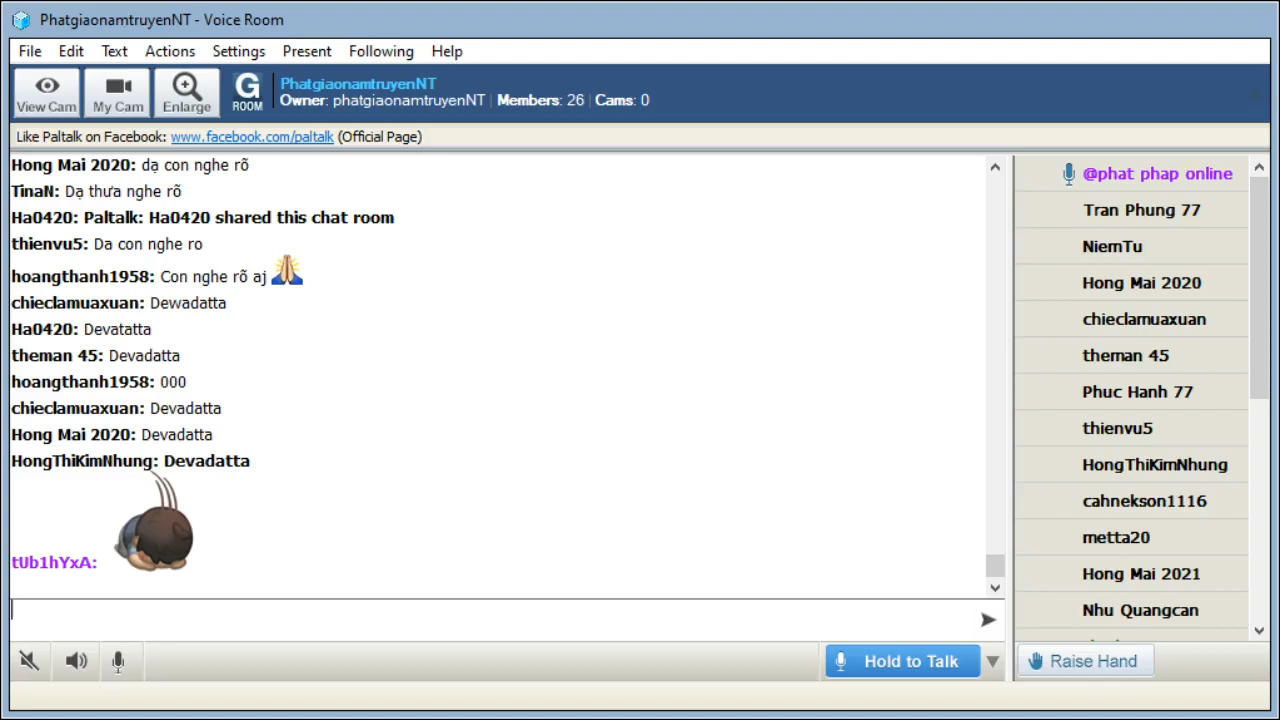 PhatgiaonamtruyenNT - Voice Room
File Edit Text Actions Settings Present Following Help
View Cam
My Cam
Enlarge
G
ROOM
PhatgiaonamtruyenNT
Owner: phatgiaonamtruyenNT | Members: 26 | Cams: 0
Like Paltalk on Facebook: www.facebook.com/paltalk (Official Page)
Hong Mai 2020: dạ con nghe rõ
TinaN: Dạ thưa nghe rõ
Ha0420: Paltalk: Ha0420 shared this chat room
thienvu5: Da con nghe ro
hoangthanh1958: Con nghe rõ aj
chieclamuaxuan: Dewadatta
Ha0420: Devatatta
theman 45: Devadatta
hoangthanh1958: 000
chieclamuaxuan: Devadatta
Hong Mai 2020: Devadatta
HongThiKimNhung: Devadatta
tUb1hYxA:
@phat phap online
Tran Phung 77
NiemTu
Hong Mai 2020
chieclamuaxuan
theman 45
Phuc Hanh 77
thienvu5
HongThiKimNhung
cahnekson1116
metta20
Hong Mai 2021
Nhu Quangcan
Hold to Talk
Raise Hand